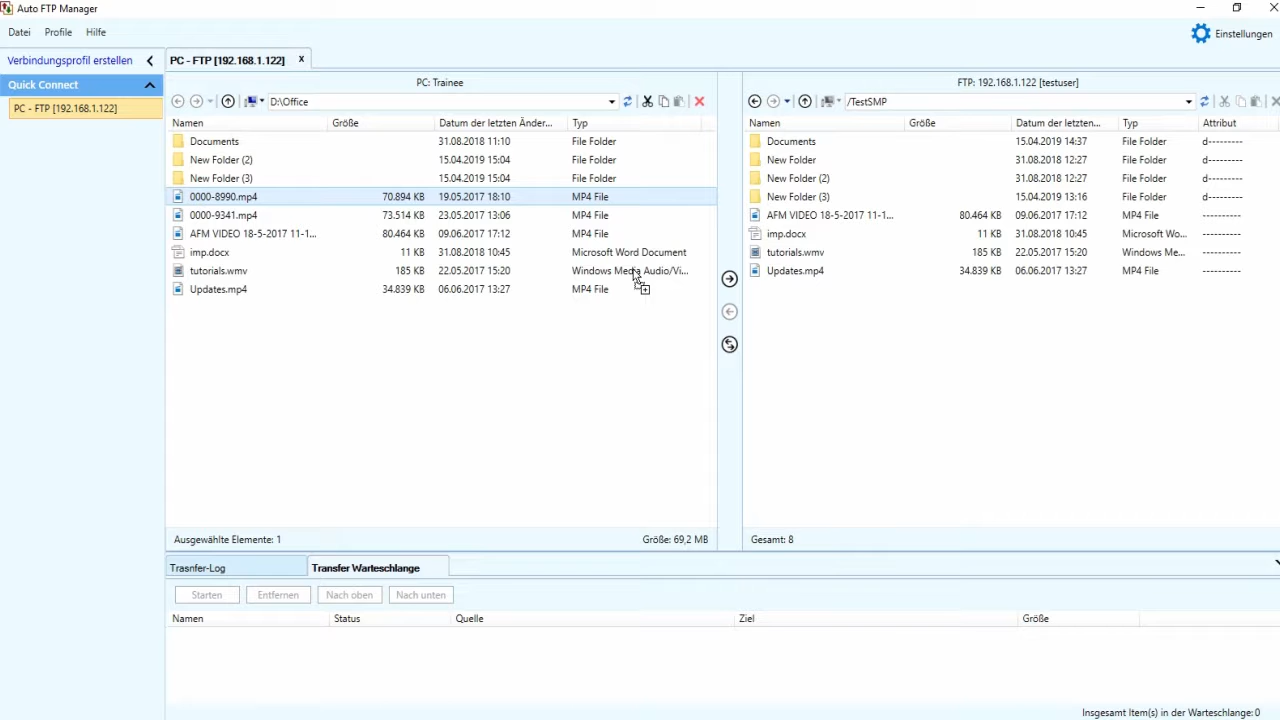 Auto FTP Manager
Datei Profile Hilfe
Einstellungen
Verbindungsprofil erstellen
PC - FTP [192.168.1.122] x
Quick Connect
PC - FTP [192.168.1.122]
PC: Trainee
D:\Office
Namen Größe Datum der letzten Änder... Typ
Documents 31.08.2018 11:10 File Folder
New Folder (2) 15.04.2019 15:04 File Folder
New Folder (3) 15.04.2019 15:04 File Folder
0000-8990.mp4 70.894 KB 19.05.2017 18:10 MP4 File
0000-9341.mp4 73.514 KB 23.05.2017 13:06 MP4 File
AFM VIDEO 18-5-2017 11-1... 80.464 KB 09.06.2017 17:12 MP4 File
imp.docx 11 KB 31.08.2018 10:45 Microsoft Word Document
tutorials.wmv 185 KB 22.05.2017 15:20 Windows Media Audio/Vi...
Updates.mp4 34.839 KB 06.06.2017 13:27 MP4 File
Ausgewählte Elemente: 1 Größe: 69,2 MB
FTP: 192.168.1.122 [testuser]
/TestSMP
Namen Größe Datum der letzten... Typ Attribut
Documents 15.04.2019 14:37 File Folder d---------
New Folder 31.08.2018 12:27 File Folder d---------
New Folder (2) 31.08.2018 12:27 File Folder d---------
New Folder (3) 15.04.2019 13:16 File Folder d---------
AFM VIDEO 18-5-2017 11-1... 80.464 KB 09.06.2017 17:12 MP4 File ----------
imp.docx 11 KB 31.08.2018 10:45 Microsoft Wo... ----------
tutorials.wmv 185 KB 22.05.2017 15:20 Windows Me... ----------
Updates.mp4 34.839 KB 06.06.2017 13:27 MP4 File ----------
Gesamt: 8
Trasnfer-Log Transfer Warteschlange
Starten Entfernen Nach oben Nach unten
Namen Status Quelle Ziel Größe
Insgesamt Item(s) in der Warteschlange:0